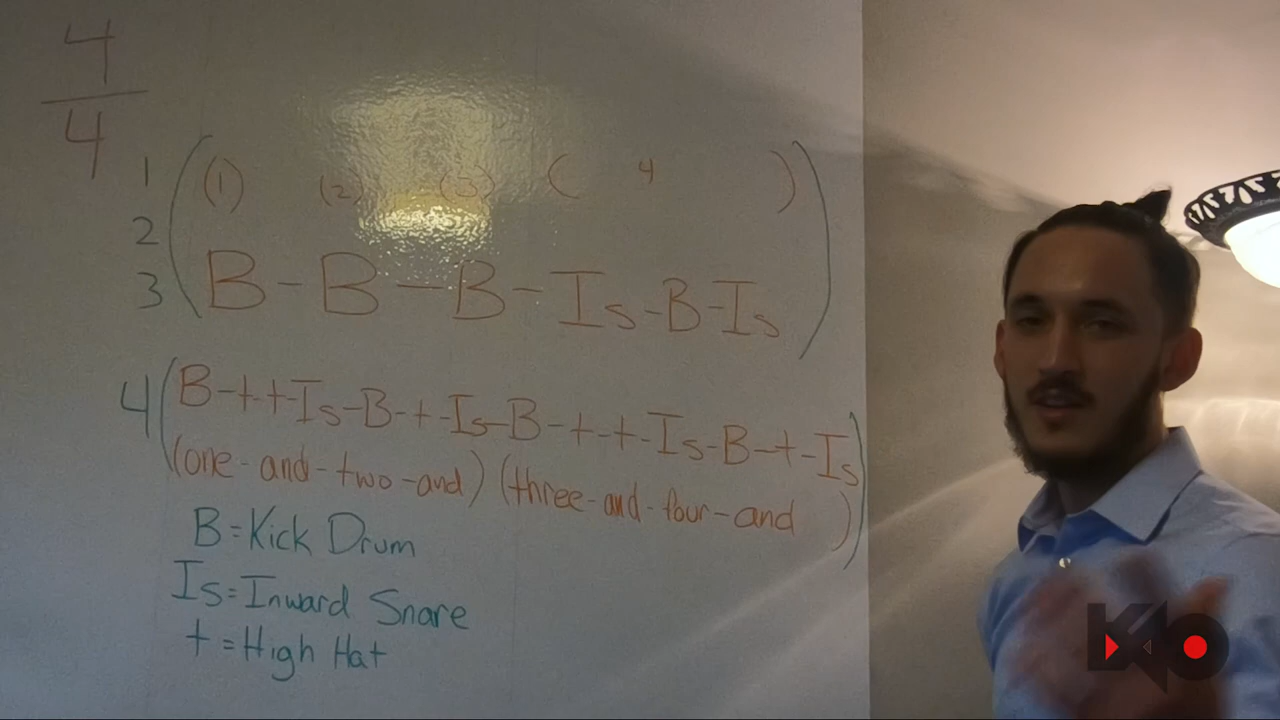 4
4
1 ( (1) (2) (3) ( 4 ) )
2
3 B - B - B - Is - B - Is
4 ( B - t - t - Is - B - t - Is - B - t - t - Is - B - t - Is )
(one - and - two - and) (three - and - four - and )
B = Kick Drum
Is = Inward Snare
t = High Hat